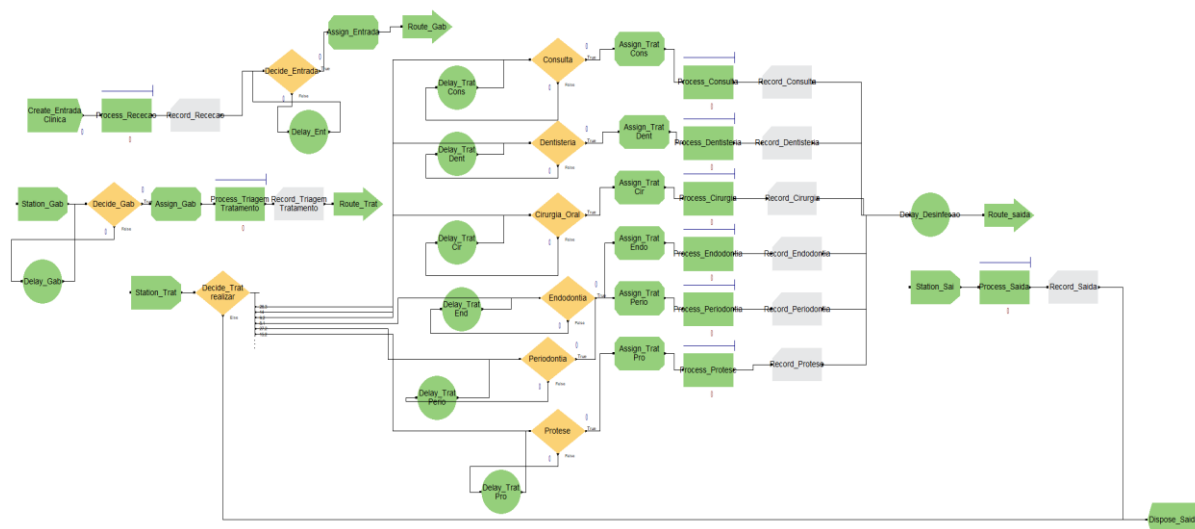 Create_Entrada
Clinica
Process_Rececao
Record_Rececao
Decide_Entrada
True
False
Delay_Ent
Assign_Entrada
Route_Gab
Station_Gab
Decide_Gab
True
False
Delay_Gab
Assign_Gab
Process_Triagem
Tratamento
Record_Triagem
Tratamento
Route_Trat
Station_Trat
Decide_Trat
realizar
Else
Consulta
True
False
Delay_Trat
Cons
Assign_Trat
Cons
Process_Consulta
Record_Consulta
Dentisteria
True
False
Delay_Trat
Dent
Assign_Trat
Dent
Process_Dentisteria
Record_Dentisteria
Cirurgia_Oral
True
False
Delay_Trat
Cir
Assign_Trat
Cir
Process_Cirurgia
Record_Cirurgia
Endodontia
True
False
Delay_Trat
End
Assign_Trat
Endo
Process_Endodontia
Record_Endodontia
Periodontia
True
False
Delay_Trat
Perio
Assign_Trat
Perio
Process_Periodontia
Record_Periodontia
Protese
True
False
Delay_Trat
Pro
Assign_Trat
Pro
Process_Protese
Record_Protese
Delay_Desinfesao
Route_saida
Station_Sai
Process_Saida
Record_Saida
Dispose_Said